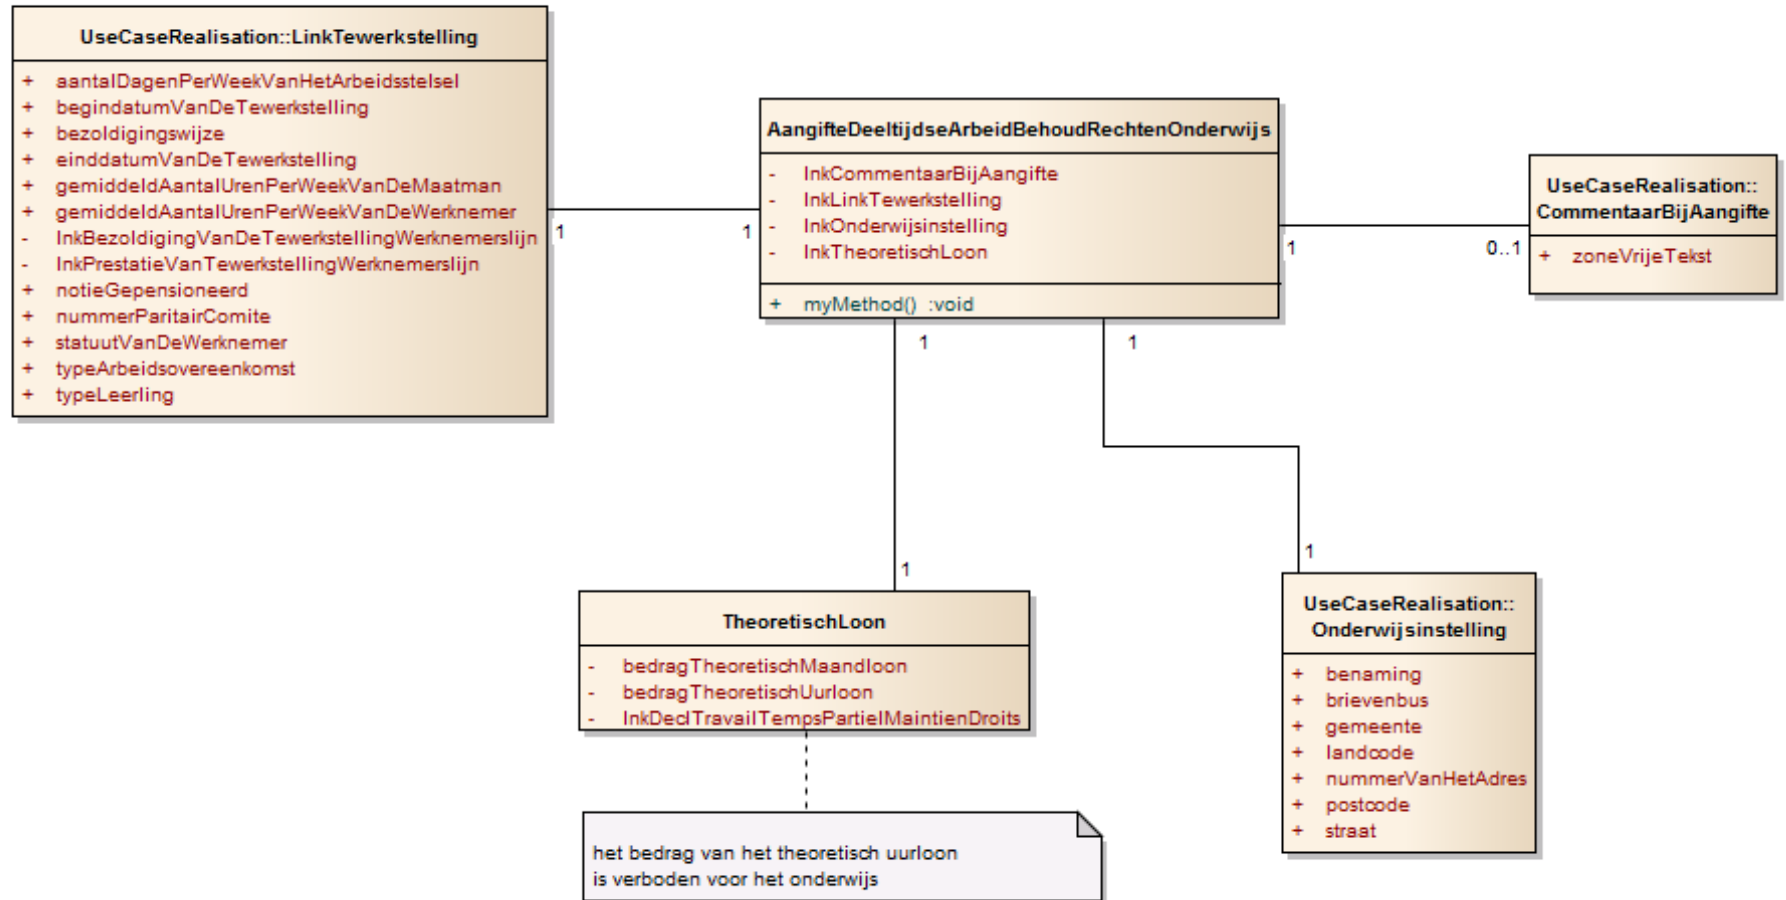 UseCaseRealisation::LinkTewerkstelling
+ aantalDagenPerWeekVanHetArbeidsstelsel
+ begindatumVanDeTewerkstelling
+ bezoldigingswijze
+ einddatumVanDeTewerkstelling
+ gemiddeldAantalUrenPerWeekVanDeMaatman
+ gemiddeldAantalUrenPerWeekVanDeWerknemer
- lnkBezoldigingVanDeTewerkstellingWerknemerslijn
- lnkPrestatieVanTewerkstellingWerknemerslijn
+ notieGepensioneerd
+ nummerParitairComite
+ statuutVanDeWerknemer
+ typeArbeidsovereenkomst
+ typeLeerling
1
1
AangifteDeeltijdseArbeidBehoudRechtenOnderwijs
- lnkCommentaarBijAangifte
- lnkLinkTewerkstelling
- lnkOnderwijsinstelling
- lnkTheoretischLoon
+ myMethod() :void
1
0..1
UseCaseRealisation::
CommentaarBijAangifte
+ zoneVrijeTekst
1
1
1
1
TheoretischLoon
- bedragTheoretischMaandloon
- bedragTheoretischUurloon
- lnkDeclTravailTempsPartielMaintienDroits
het bedrag van het theoretisch uurloon
is verboden voor het onderwijs
UseCaseRealisation::
Onderwijsinstelling
+ benaming
+ brievenbus
+ gemeente
+ landcode
+ nummerVanHetAdres
+ postcode
+ straat